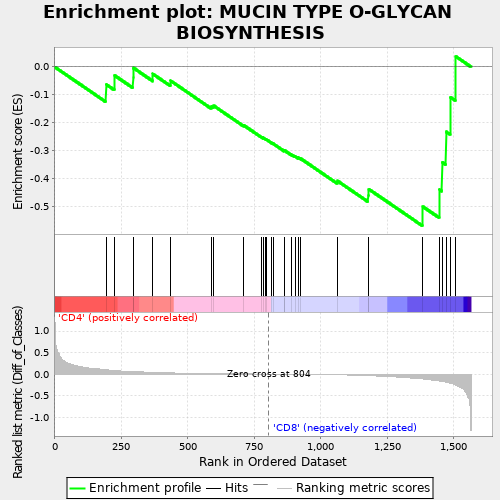 Enrichment plot: MUCIN TYPE O-GLYCAN
BIOSYNTHESIS
Enrichment score (ES)
0.0
-0.1
-0.2
-0.3
-0.4
-0.5
'CD4' (positively correlated)
Ranked list metric (Diff_of_Classes)
1.0
0.5
0.0
-0.5
-1.0
Zero cross at 804
'CD8' (negatively correlated)
0
250
500
750
1,000
1,250
1,500
Rank in Ordered Dataset
Enrichment profile
Hits
Ranking metric scores